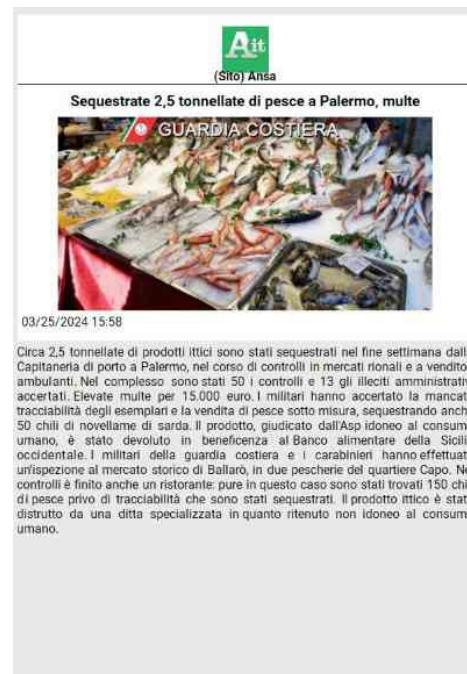 Ait
(Sito) Ansa
Sequestrate 2,5 tonnellate di pesce a Palermo, multe
GUARDIA COSTIERA
03/25/2024 15:58
Circa 2,5 tonnellate di prodotti ittici sono stati sequestrati nel fine settimana dall
Capitaneria di porto a Palermo, nel corso di controlli in mercati rionali e a vendito
ambulanti. Nel complesso sono stati 50 i controlli e 13 gli illeciti amministrati
accertati. Elevate multe per 15.000 euro. I militari hanno accertato la mancat
tracciabilità degli esemplari e la vendita di pesce sotto misura, sequestrando anch
50 chili di novellame di sarda. Il prodotto, giudicato dall'Asp idoneo al consum
umano, è stato devoluto in beneficenza al Banco alimentare della Sicili
occidentale. I militari della guardia costiera e i carabinieri hanno effettuat
un'ispezione al mercato storico di Ballarò, in due pescherie del quartiere Capo. Ne
controlli è finito anche un ristorante: pure in questo caso sono stati trovati 150 chi
di pesce privo di tracciabilità che sono stati sequestrati. Il prodotto ittico è stat
distrutto da una ditta specializzata in quanto ritenuto non idoneo al consum
umano.